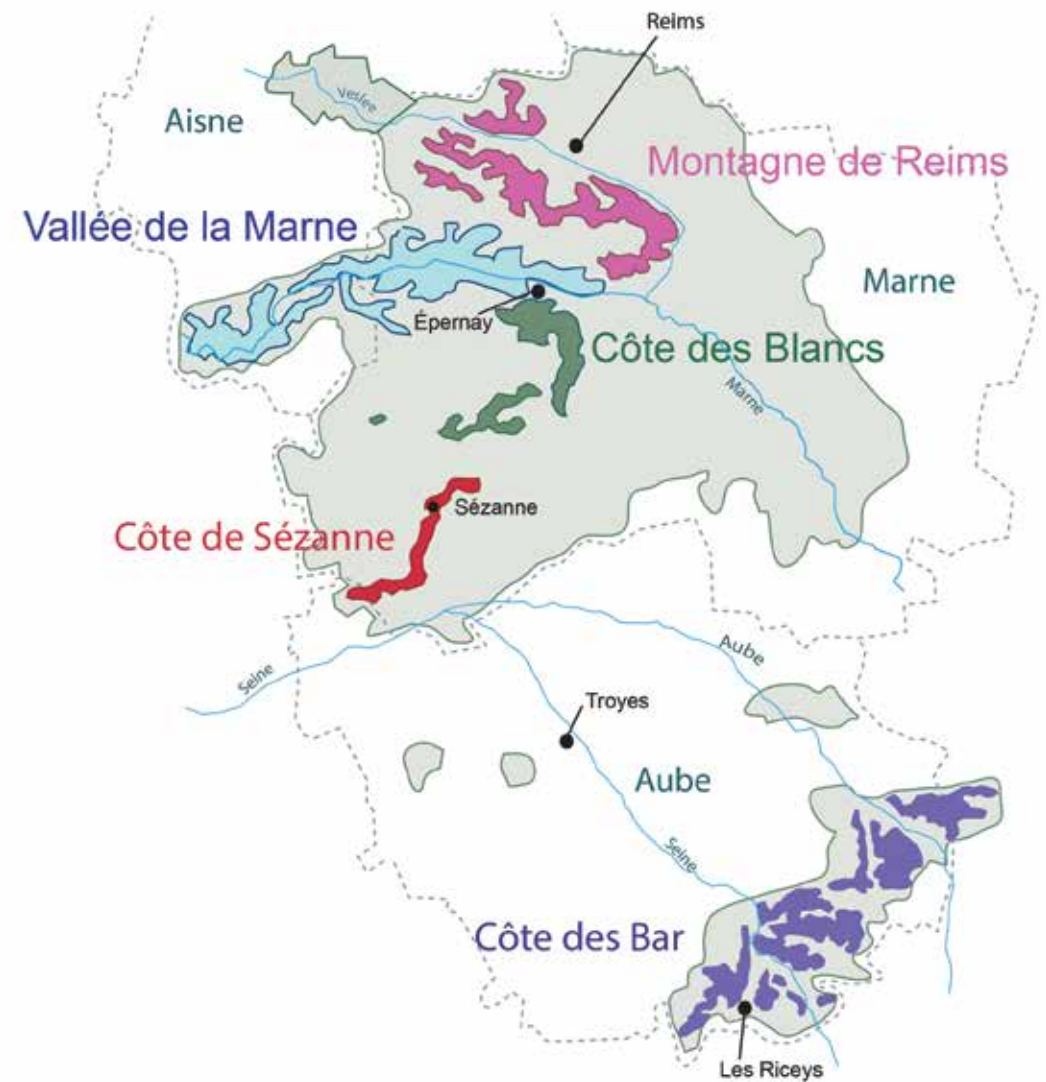 Reims
Veslee
Aisne
Montagne de Reims
Vallée de la Marne
Marne
Épernay
Côte des Blancs
Marne
Sézanne
Côte de Sézanne
Aube
Seine
Troyes
Aube
Seine
Côte des Bar
Les Riceys